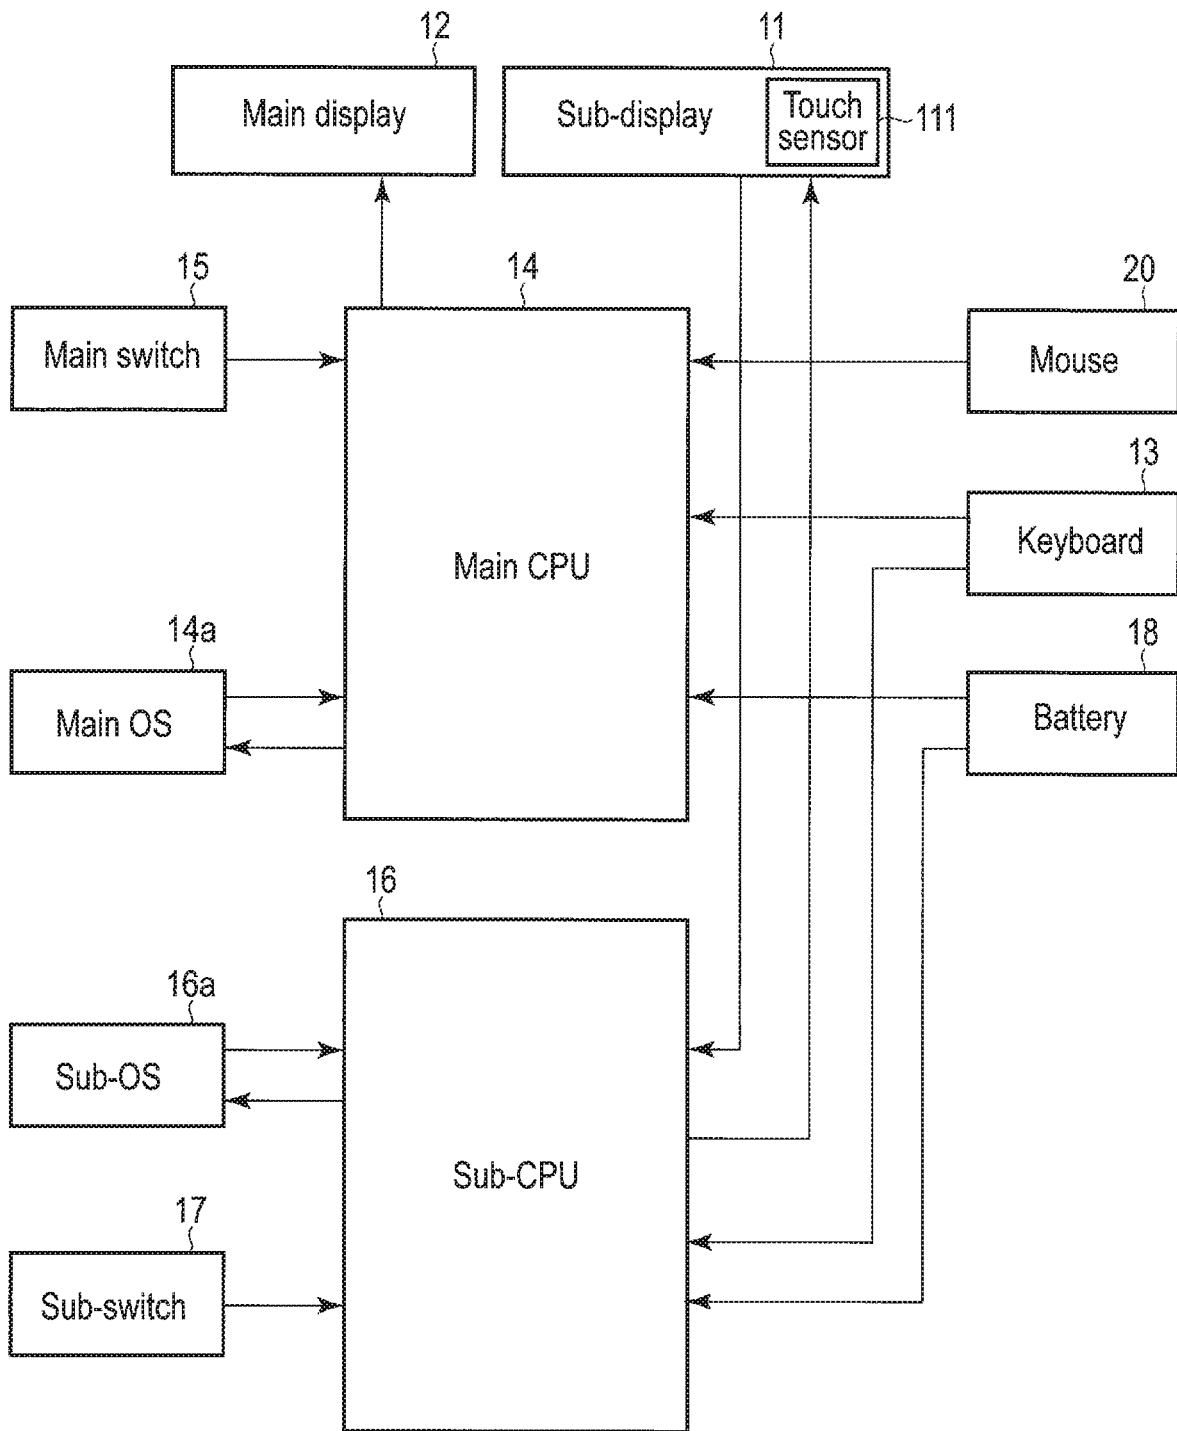 12
11
Main display
Sub-display
Touch
sensor
111
15
14
20
Main switch
Mouse
13
Main CPU
Keyboard
14a
18
Main OS
Battery
16
16a
Sub-OS
Sub-CPU
17
Sub-switch